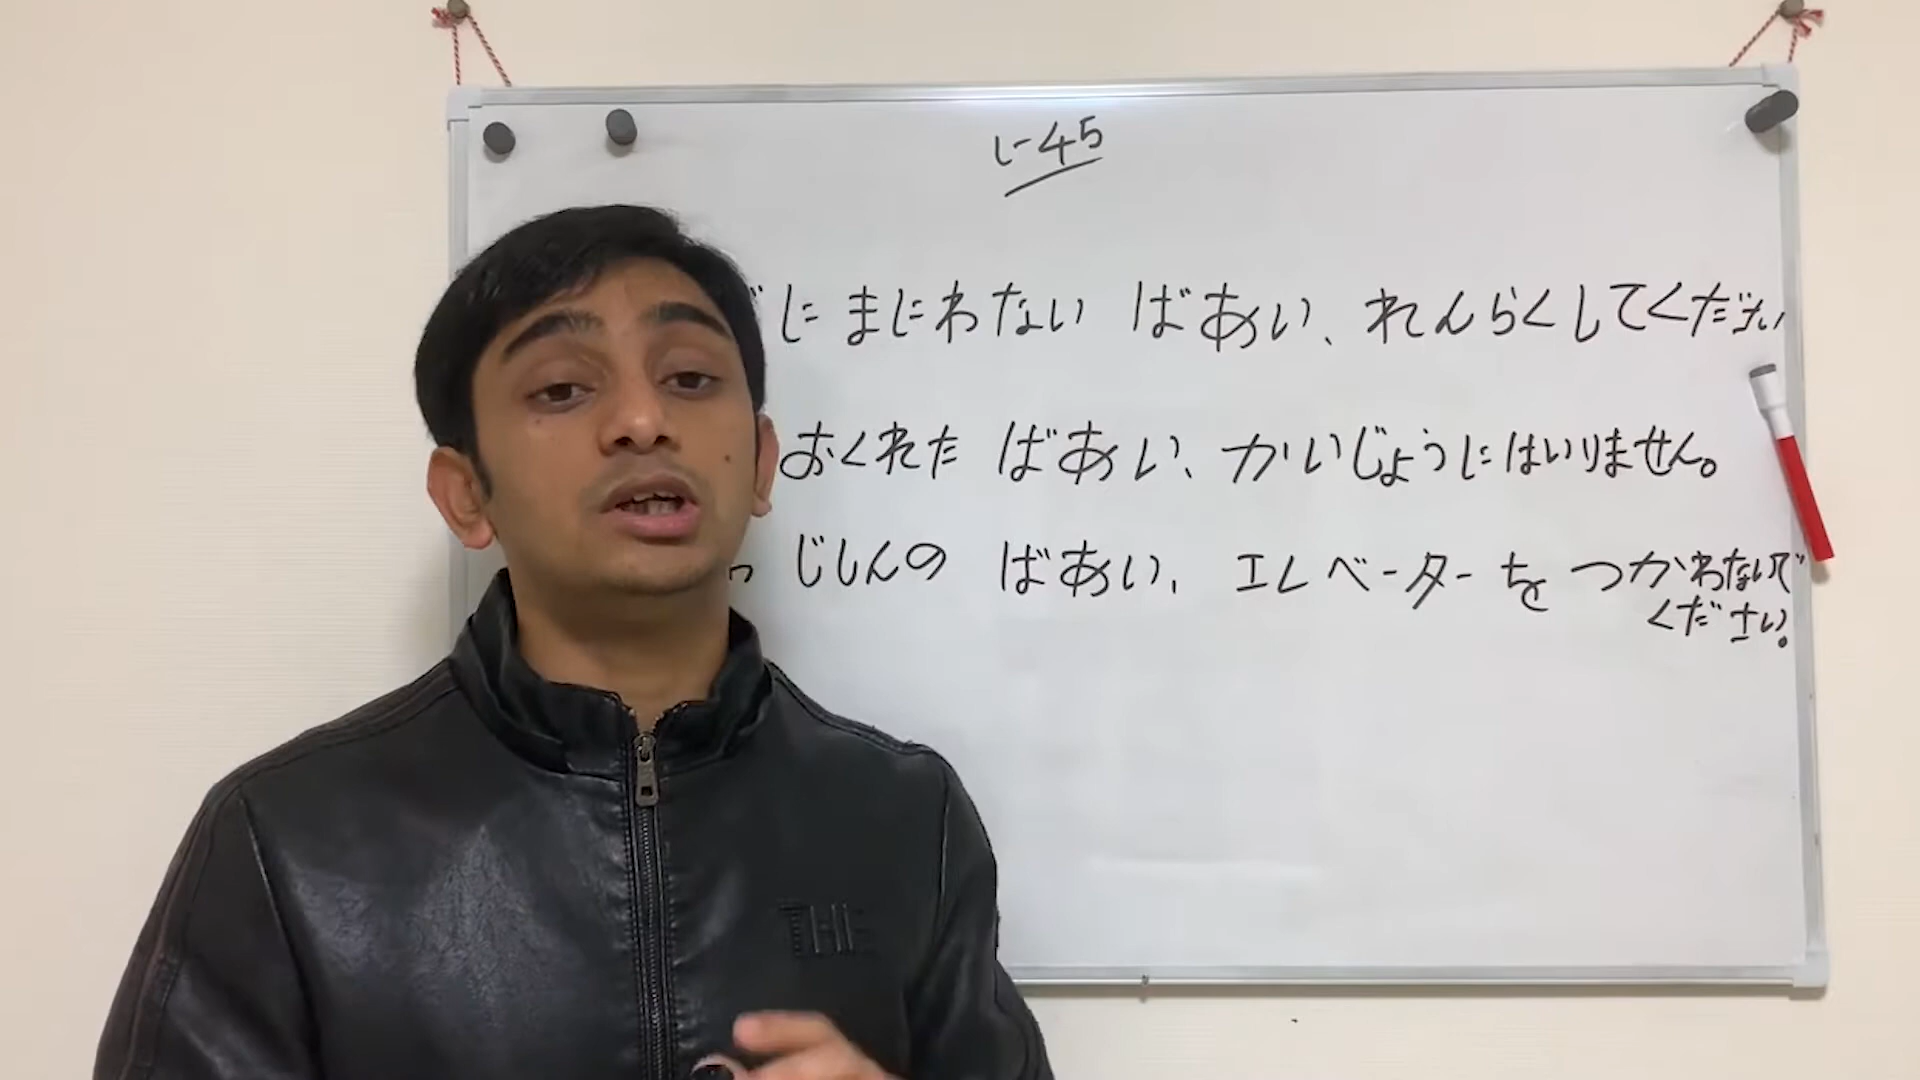 L-45
にまにわない ばあい、れんらくしてください
おくれた ばあい、かいじょうにはいりません。
じしんの ばあい、エレベーターを つかわないで
ください。
THE